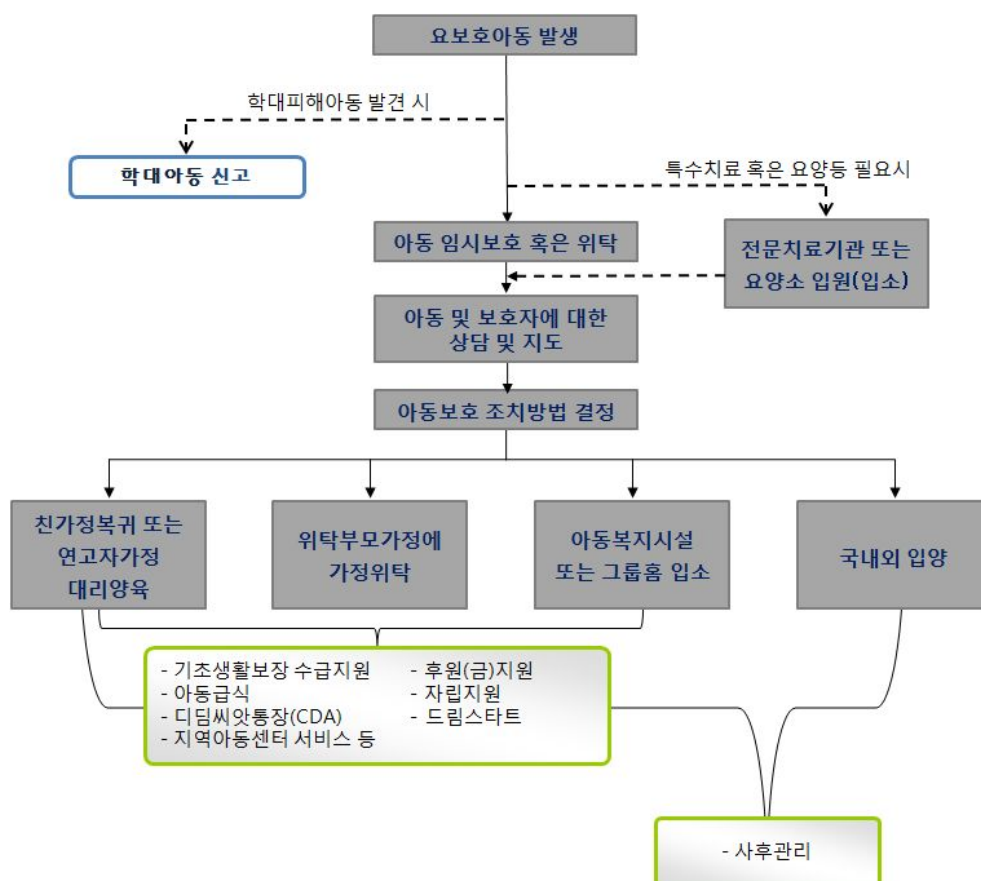 요보호아동 발생
학대피해아동 발견 시
학대아동 신고
특수치료 혹은 요양등 필요시
아동 임시보호 혹은 위탁
전문치료기관 또는
요양소 입원(입소)
아동 및 보호자에 대한
상담 및 지도
아동보호 조치방법 결정
친가정복귀 또는
연고자가정
대리양육
위탁부모가정에
가정위탁
아동복지시설
또는 그룹홈 입소
국내외 입양
- 기초생활보장 수급지원
- 아동급식
- 디딤씨앗통장(CDA)
- 지역아동센터 서비스 등
- 후원(금)지원
- 자립지원
- 드림스타트
- 사후관리